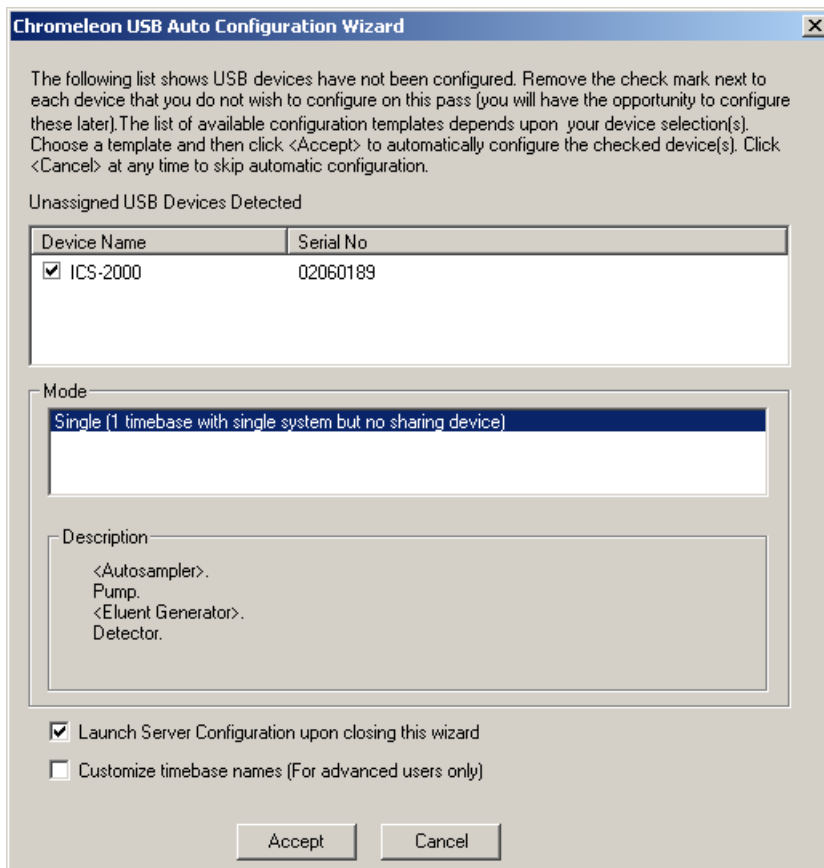 Chromeleon USB Auto Configuration Wizard
The following list shows USB devices have not been configured. Remove the check mark next to
each device that you do not wish to configure on this pass (you will have the opportunity to configure
these later).The list of available configuration templates depends upon your device selection(s).
Choose a template and then click <Accept> to automatically configure the checked device(s). Click
<Cancel> at any time to skip automatic configuration.
Unassigned USB Devices Detected
Device Name Serial No
ICS-2000 02060189
Mode
Single (1 timebase with single system but no sharing device)
Description
<Autosampler>.
Pump.
<Eluent Generator>.
Detector.
Launch Server Configuration upon closing this wizard
Customize timebase names (For advanced users only)
Accept Cancel